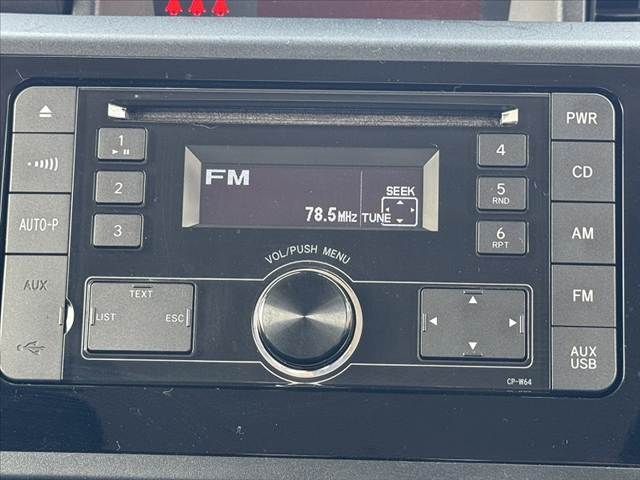 1
2
3
AUTO-P
AUX
FM
SEEK
78.5MHz TUNE
VOL/PUSH MENU
TEXT
LIST ESC
4
5
RND
6
RPT
CP-W64
PWR
CD
AM
FM
AUX
USB